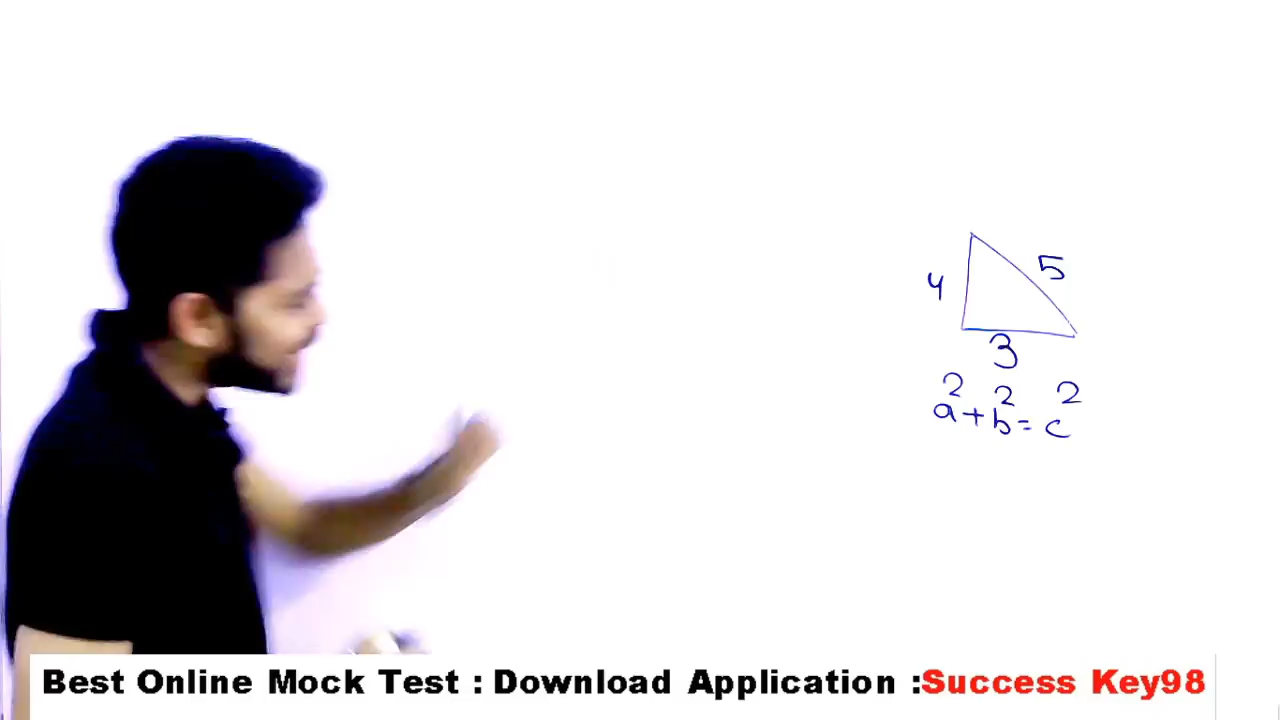 4
5
3
a² + b² = c²
Best Online Mock Test : Download Application :Success Key98